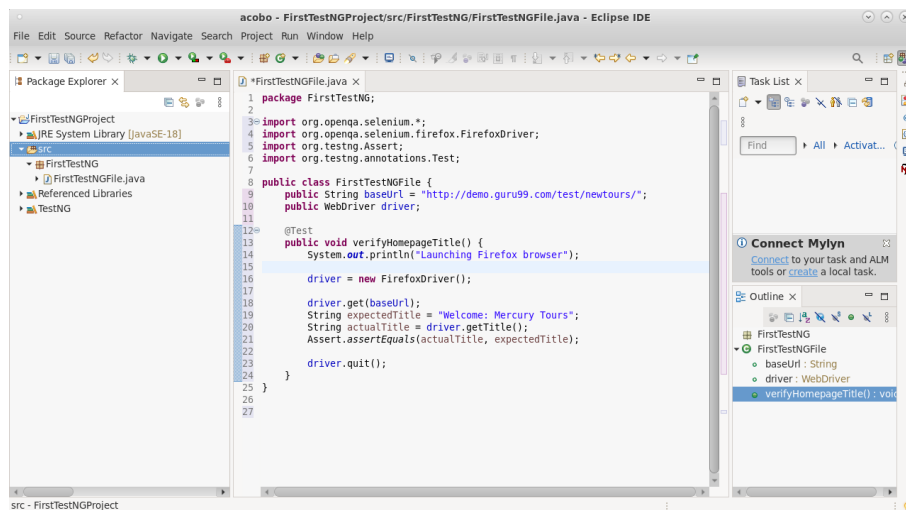 acobo - FirstTestNGProject/src/FirstTestNG/FirstTestNGFile.java - Eclipse IDE
File Edit Source Refactor Navigate Search Project Run Window Help
Package Explorer
FirstTestNGProject
JRE System Library [JavaSE-18]
src
FirstTestNG
FirstTestNGFile.java
Referenced Libraries
TestNG
*FirstTestNGFile.java
1 package FirstTestNG;
2
3 import org.openqa.selenium.*;
4 import org.openqa.selenium.firefox.FirefoxDriver;
5 import org.testng.Assert;
6 import org.testng.annotations.Test;
7
8 public class FirstTestNGFile {
9 public String baseUrl = "http://demo.guru99.com/test/newtours/";
10 public WebDriver driver;
11
12 @Test
13 public void verifyHomepageTitle() {
14 System.out.println("Launching Firefox browser");
15
16 driver = new FirefoxDriver();
17
18 driver.get(baseUrl);
19 String expectedTitle = "Welcome: Mercury Tours";
20 String actualTitle = driver.getTitle();
21 Assert.assertEquals(actualTitle, expectedTitle);
22
23 driver.quit();
24 }
25 }
26
27
Task List
Find All Activat...
Connect Mylyn
Connect to your task and ALM
tools or create a local task.
Outline
FirstTestNG
FirstTestNGFile
baseUrl : String
driver : WebDriver
verifyHomepageTitle() : voi
src - FirstTestNGProject